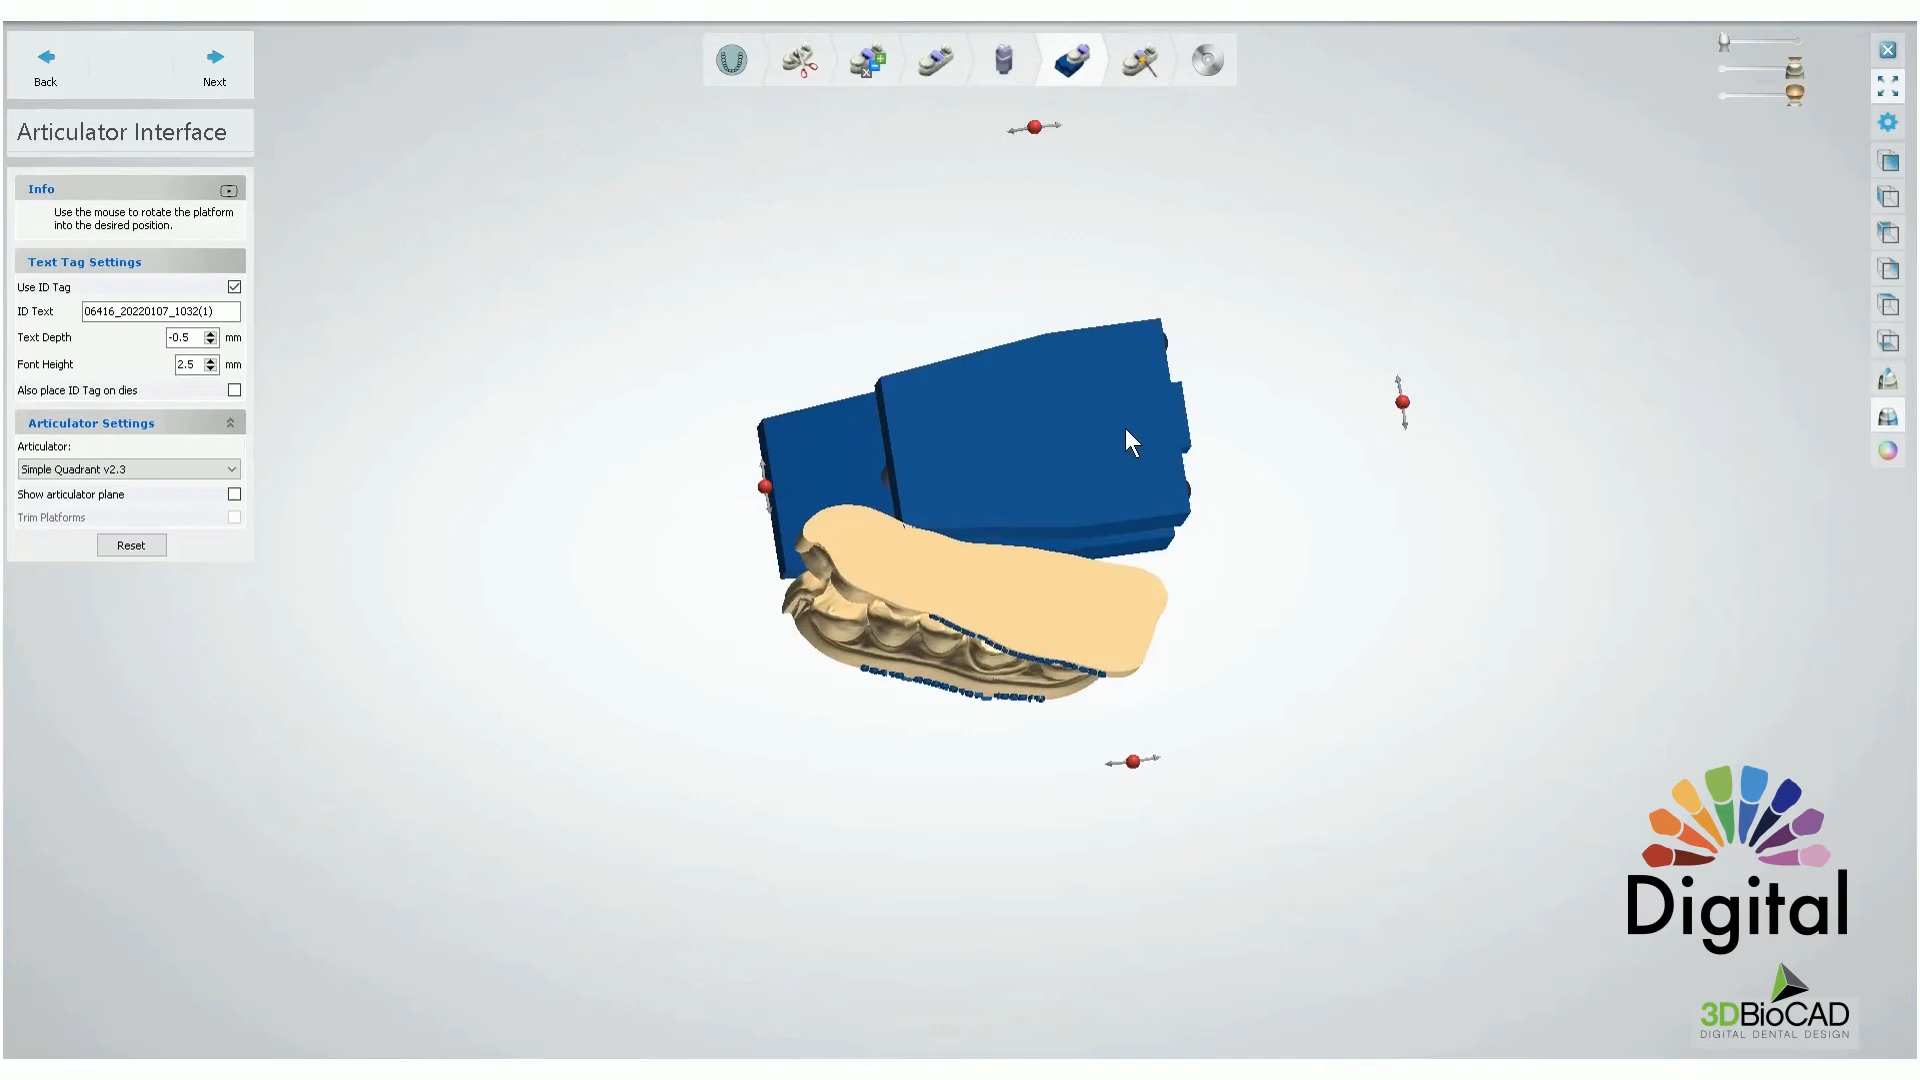 Back
Next
Articulator Interface
Info
Use the mouse to rotate the platform
into the desired position.
Text Tag Settings
Use ID Tag
ID Text 06416_20220107_1032(1)
Text Depth -0.5 mm
Font Height 2.5 mm
Also place ID Tag on dies
Articulator Settings
Articulator:
Simple Quadrant v2.3
Show articulator plane
Trim Platforms
Reset
Digital
3DBioCAD
DIGITAL DENTAL DESIGN